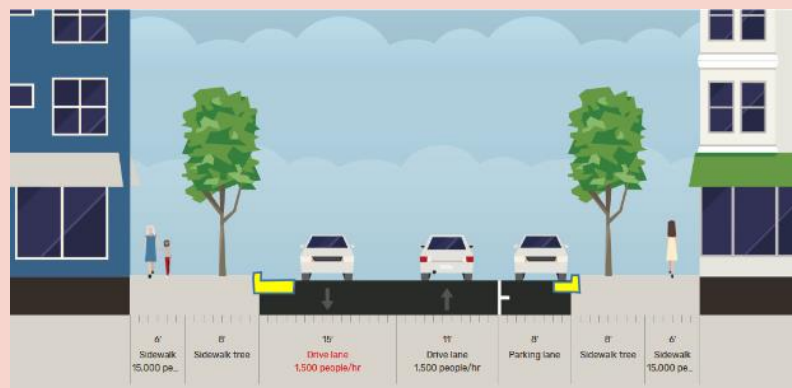 6'
Sidewalk
15,000 pe...
8'
Sidewalk tree
15'
Drive lane
1,500 people/hr
11'
Drive lane
1,500 people/hr
8'
Parking lane
8'
Sidewalk tree
6'
Sidewalk
15,000 pe...